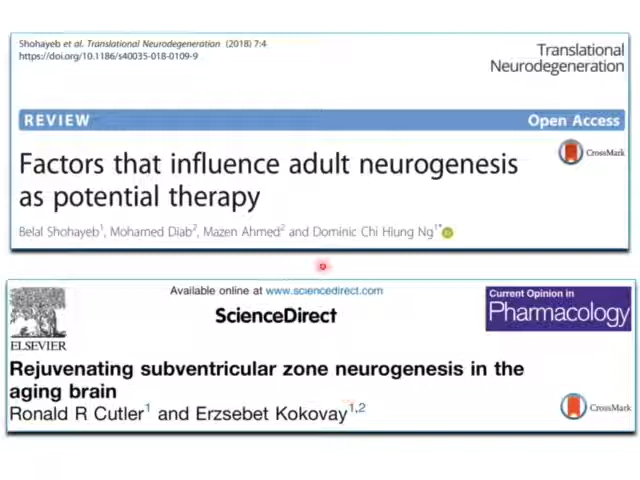 Shohayeb et al. Translational Neurodegeneration (2018) 7:4
https://doi.org/10.1186/s40035-018-0109-9
Translational
Neurodegeneration
REVIEW
Open Access
Factors that influence adult neurogenesis
as potential therapy
CrossMark
Belal Shohayeb1, Mohamed Diab2, Mazen Ahmed2 and Dominic Chi Hiung Ng1*
Available online at www.sciencedirect.com
ScienceDirect
ELSEVIER
Current Opinion in
Pharmacology
Rejuvenating subventricular zone neurogenesis in the
aging brain
Ronald R Cutler1 and Erzsebet Kokovay1,2
CrossMark